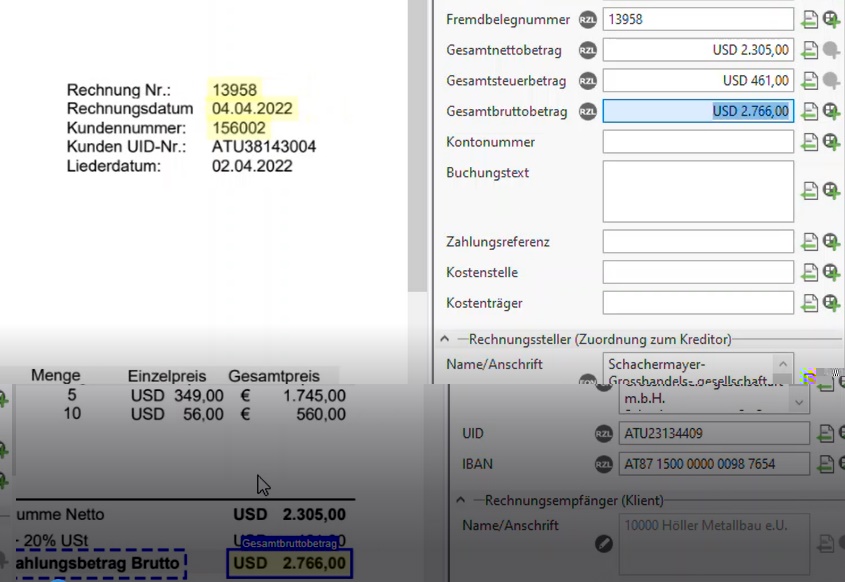 Rechnung Nr.: 13958
Rechnungsdatum 04.04.2022
Kundennummer: 156002
Kunden UID-Nr.: ATU38143004
Liederdatum: 02.04.2022
Menge Einzelpreis Gesamtpreis
5 USD 349,00 € 1.745,00
10 USD 56,00 € 560,00
umme Netto USD 2.305,00
- 20% USt USD
Gesamtbruttobetrag
ahlungsbetrag Brutto USD 2.766,00
Fremdbelegnummer RZL 13958
Gesamtnettobetrag RZL USD 2.305,00
Gesamtsteuerbetrag RZL USD 461,00
Gesamtbruttobetrag RZL USD 2.766,00
Kontonummer
Buchungstext
Zahlungsreferenz
Kostenstelle
Kostenträger
Rechnungssteller (Zuordnung zum Kreditor)
Name/Anschrift Schachermayer-
Grosshandels- gesellschaft
m.b.H.
UID RZL ATU23134409
IBAN RZL AT87 1500 0000 0098 7654
Rechnungsempfänger (Klient)
Name/Anschrift 10000 Höller Metallbau e.U.